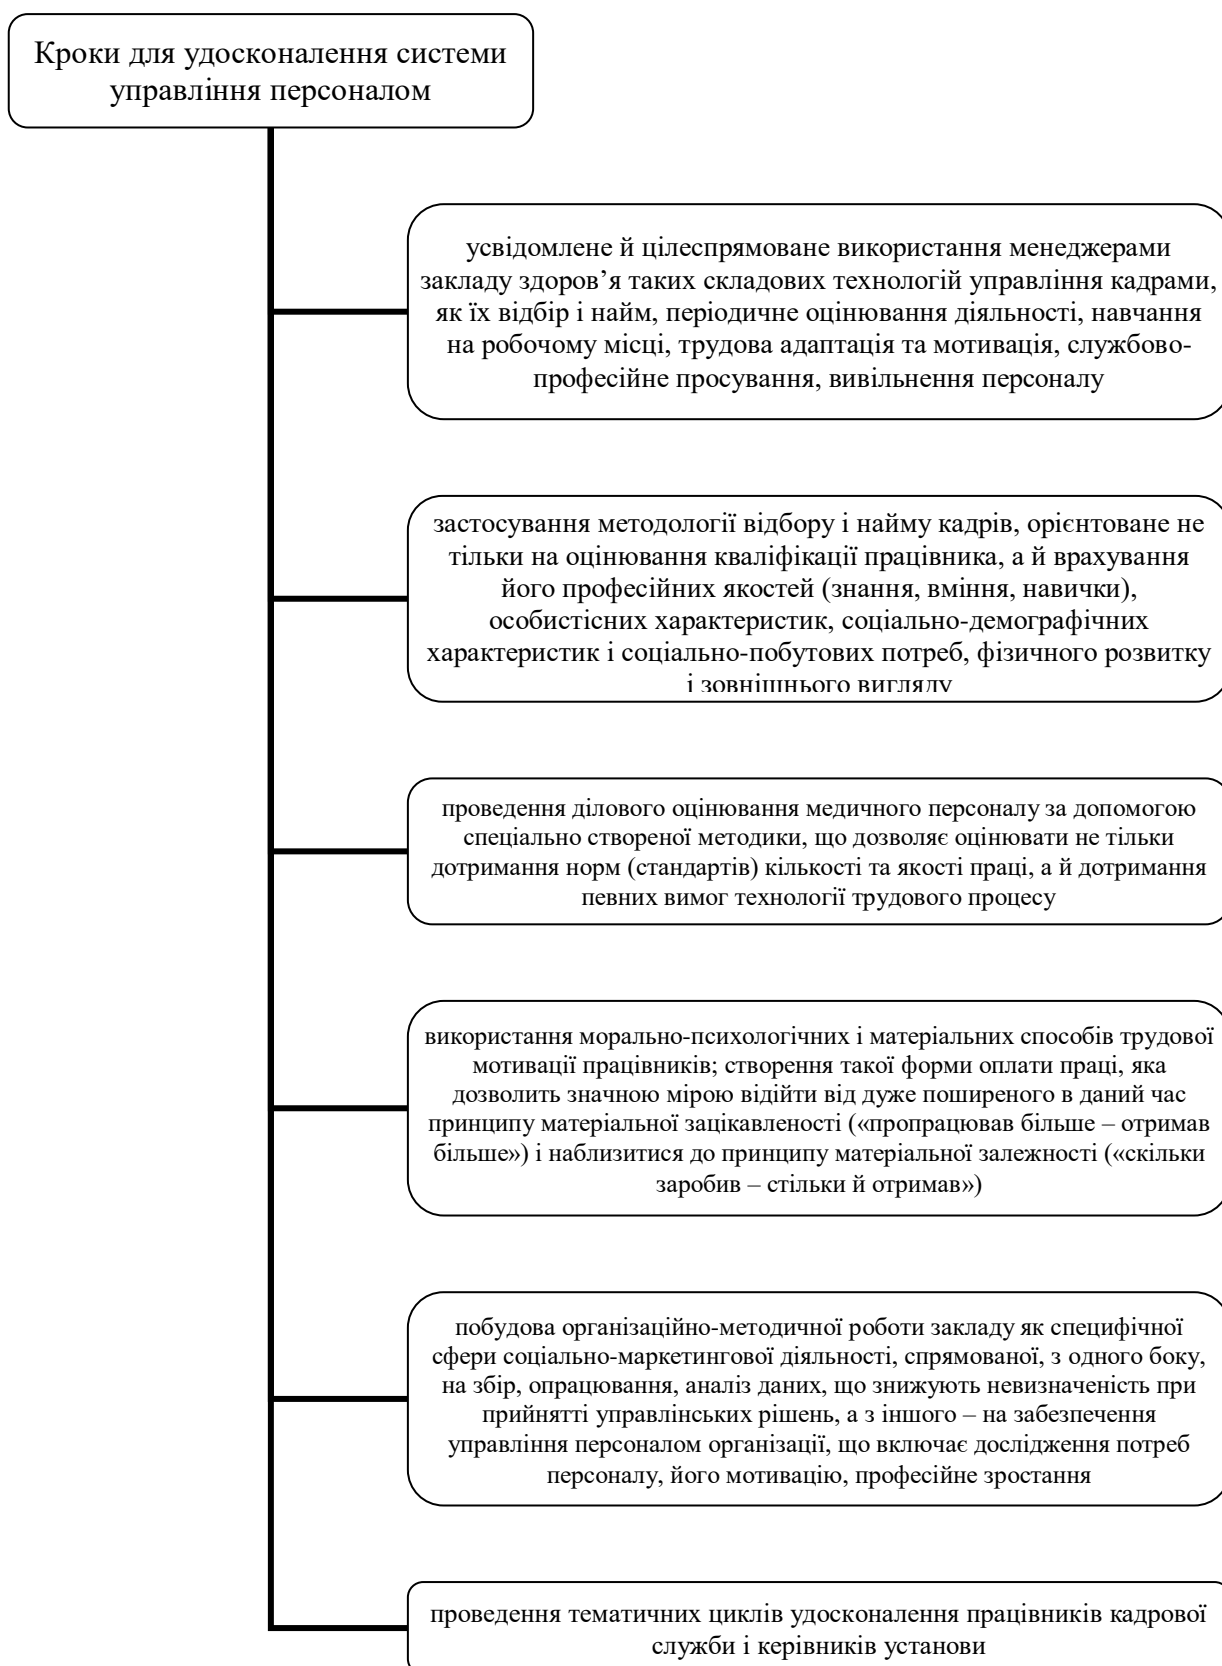 Кроки для удосконалення системи
управління персоналом
усвідомлене й цілеспрямоване використання менеджерами
закладу здоров’я таких складових технологій управління кадрами,
як їх відбір і найм, періодичне оцінювання діяльності, навчання
на робочому місці, трудова адаптація та мотивація, службово-
професійне просування, вивільнення персоналу
застосування методології відбору і найму кадрів, орієнтоване не
тільки на оцінювання кваліфікації працівника, а й врахування
його професійних якостей (знання, вміння, навички),
особистісних характеристик, соціально-демографічних
характеристик і соціально-побутових потреб, фізичного розвитку
і зовнішнього вигляду
проведення ділового оцінювання медичного персоналу за допомогою
спеціально створеної методики, що дозволяє оцінювати не тільки
дотримання норм (стандартів) кількості та якості праці, а й дотримання
певних вимог технології трудового процесу
використання морально-психологічних і матеріальних способів трудової
мотивації працівників; створення такої форми оплати праці, яка
дозволить значною мірою відійти від дуже поширеного в даний час
принципу матеріальної зацікавленості («пропрацював більше – отримав
більше») і наблизитися до принципу матеріальної залежності («скільки
заробив – стільки й отримав»)
побудова організаційно-методичної роботи закладу як специфічної
сфери соціально-маркетингової діяльності, спрямованої, з одного боку,
на збір, опрацювання, аналіз даних, що знижують невизначеність при
прийнятті управлінських рішень, а з іншого – на забезпечення
управління персоналом організації, що включає дослідження потреб
персоналу, його мотивацію, професійне зростання
проведення тематичних циклів удосконалення працівників кадрової
служби і керівників установи